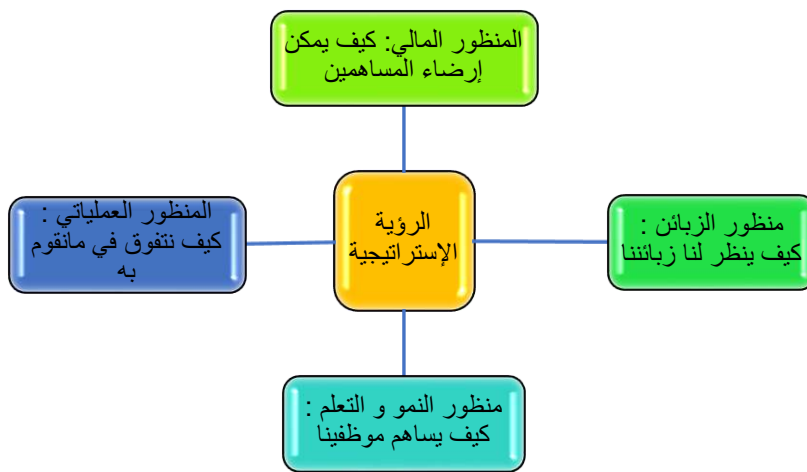 المنظور المالي: كيف يمكن
إرضاء المساهمين
منظور الزبائن :
كيف ينظر لنا زبائننا
الرؤية
الإستراتيجية
المنظور العملياتي :
كيف نتفوق في مانقوم
به
منظور النمو و التعلم :
كيف يساهم موظفينا